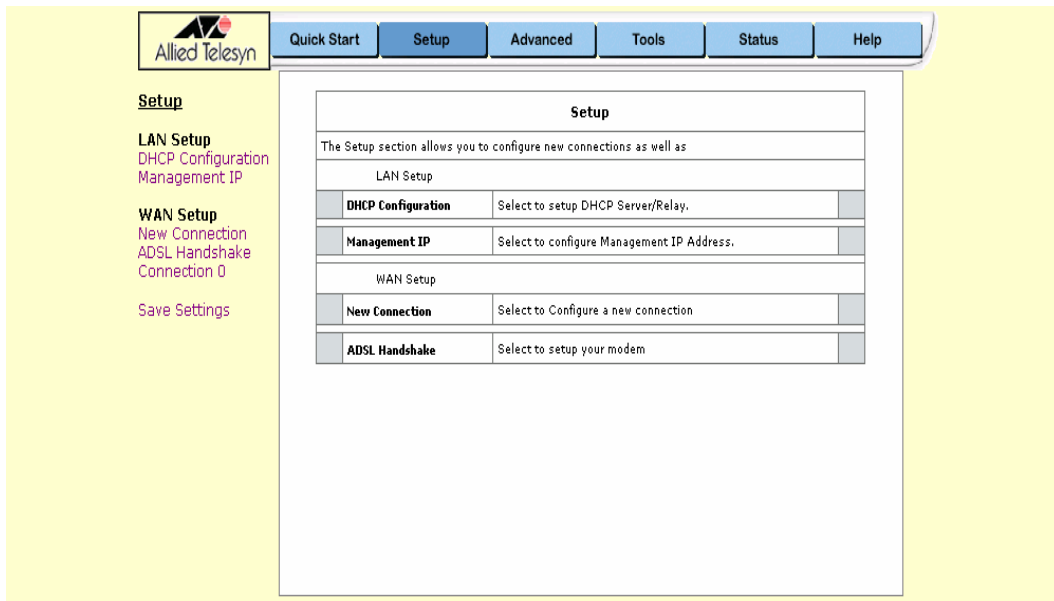 Allied Telesyn
Quick Start Setup Advanced Tools Status Help
Setup
LAN Setup
DHCP Configuration
Management IP
WAN Setup
New Connection
ADSL Handshake
Connection 0
Save Settings
Setup
The Setup section allows you to configure new connections as well as
LAN Setup
DHCP Configuration Select to setup DHCP Server/Relay.
Management IP Select to configure Management IP Address.
WAN Setup
New Connection Select to Configure a new connection
ADSL Handshake Select to setup your modem